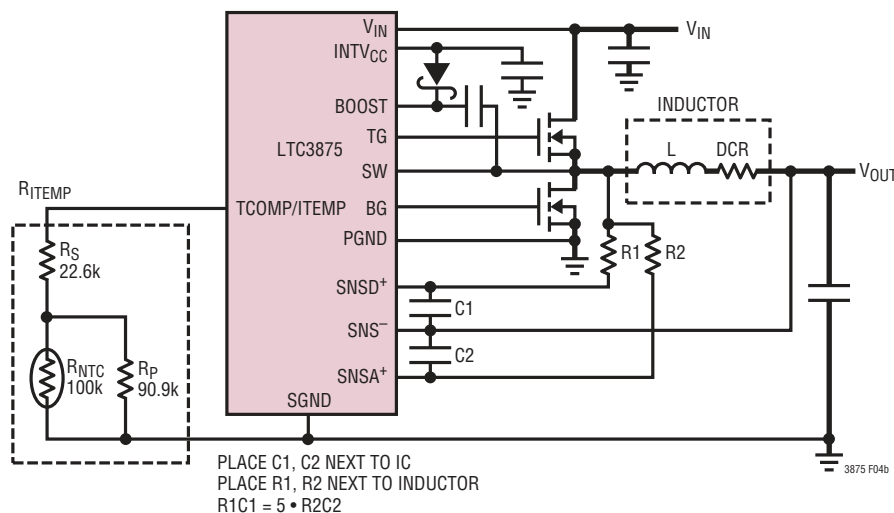 VIN
INTVCC
BOOST
TG
LTC3875
SW
TCOMP/ITEMP
BG
PGND
SNSD+
SNS–
SNSA+
SGND
VIN
INDUCTOR
L
DCR
VOUT
R1
R2
C1
C2
RITEMP
RS
22.6k
RNTC
100k
RP
90.9k
3875 F04b
PLACE C1, C2 NEXT TO IC
PLACE R1, R2 NEXT TO INDUCTOR
R1C1 = 5 • R2C2